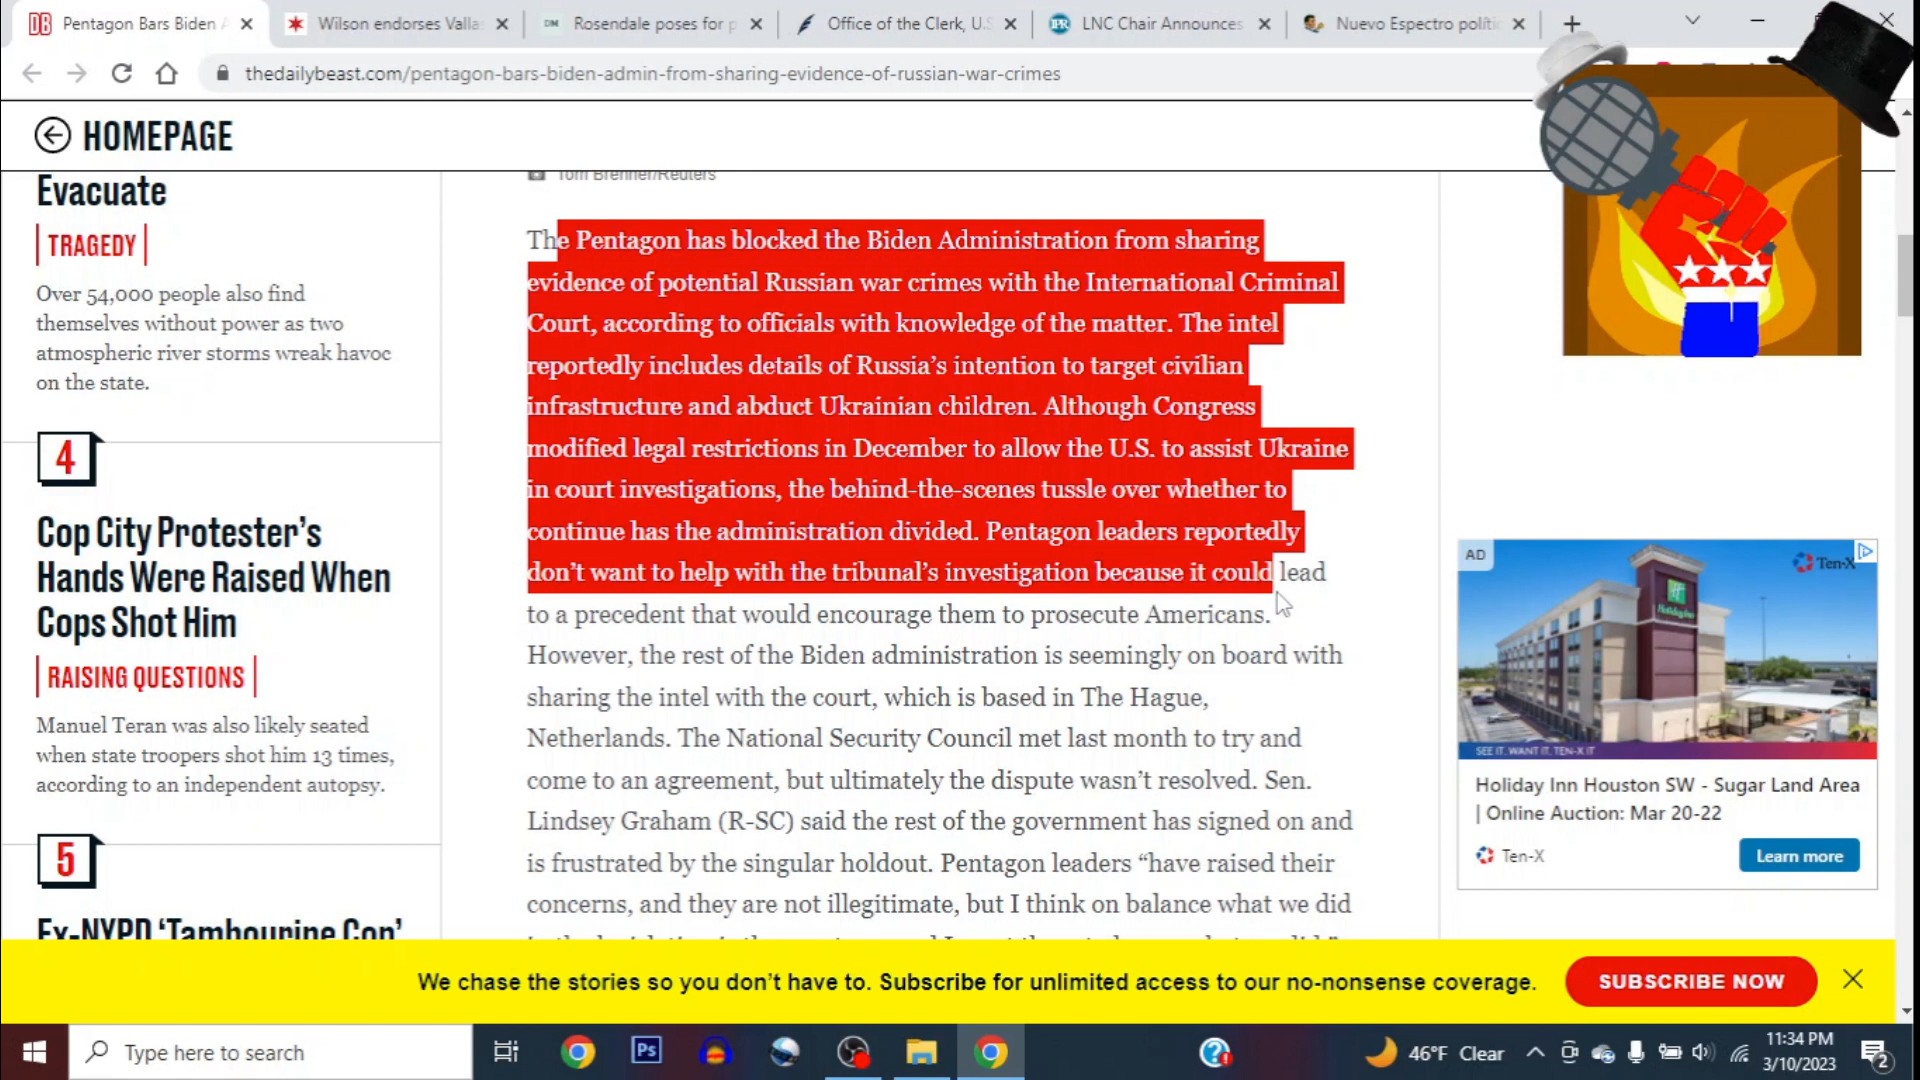 Pentagon Bars Biden A
Wilson endorses Valla
DM
Rosendale poses for p
Office of the Clerk, U.S
IPR
LNC Chair Announces
Nuevo Espectro políti
thedailybeast.com/pentagon-bars-biden-admin-from-sharing-evidence-of-russian-war-crimes
HOMEPAGE
Evacuate
TRAGEDY
Over 54,000 people also find
themselves without power as two
atmospheric river storms wreak havoc
on the state.
4
Cop City Protester’s
Hands Were Raised When
Cops Shot Him
RAISING QUESTIONS
Manuel Teran was also likely seated
when state troopers shot him 13 times,
according to an independent autopsy.
5
Ex-NYPD ‘Tambourine Cop’
Tom Brenner/Reuters
The Pentagon has blocked the Biden Administration from sharing
evidence of potential Russian war crimes with the International Criminal
Court, according to officials with knowledge of the matter. The intel
reportedly includes details of Russia’s intention to target civilian
infrastructure and abduct Ukrainian children. Although Congress
modified legal restrictions in December to allow the U.S. to assist Ukraine
in court investigations, the behind-the-scenes tussle over whether to
continue has the administration divided. Pentagon leaders reportedly
don’t want to help with the tribunal’s investigation because it could lead
to a precedent that would encourage them to prosecute Americans.
However, the rest of the Biden administration is seemingly on board with
sharing the intel with the court, which is based in The Hague,
Netherlands. The National Security Council met last month to try and
come to an agreement, but ultimately the dispute wasn’t resolved. Sen.
Lindsey Graham (R-SC) said the rest of the government has signed on and
is frustrated by the singular holdout. Pentagon leaders “have raised their
concerns, and they are not illegitimate, but I think on balance what we did
AD
Ten-X
Holiday Inn
SEE IT. WANT IT. TEN-X IT
Holiday Inn Houston SW - Sugar Land Area
| Online Auction: Mar 20-22
Ten-X
Learn more
We chase the stories so you don’t have to. Subscribe for unlimited access to our no-nonsense coverage.
SUBSCRIBE NOW
Type here to search
Ps
46°F Clear
11:34 PM
3/10/2023
2